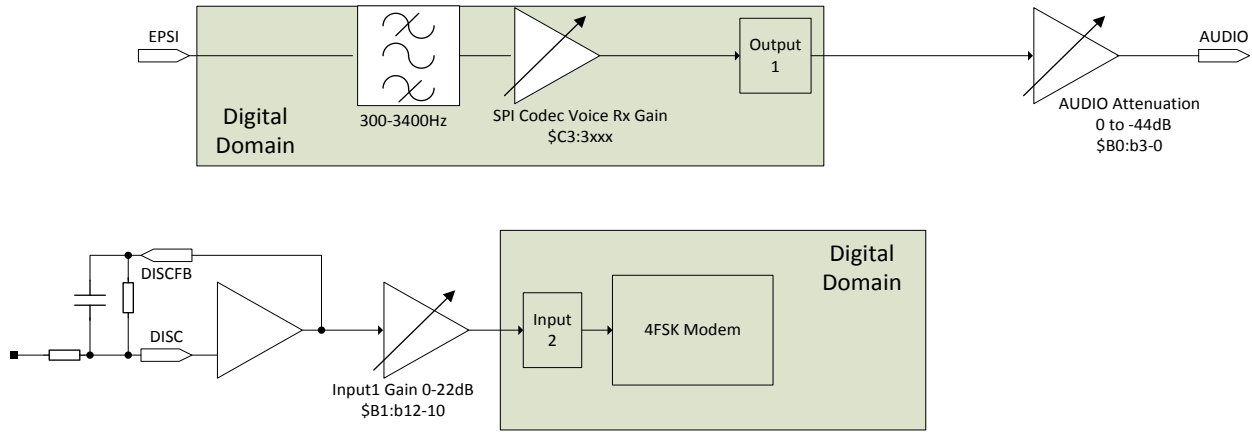 EPSI
Digital
Domain
300-3400Hz
SPI Codec Voice Rx Gain
$C3:3xxx
Output
1
AUDIO
AUDIO Attenuation
0 to -44dB
$B0:b3-0
DISCFB
DISC
Input1 Gain 0-22dB
$B1:b12-10
Input
2
4FSK Modem
Digital
Domain